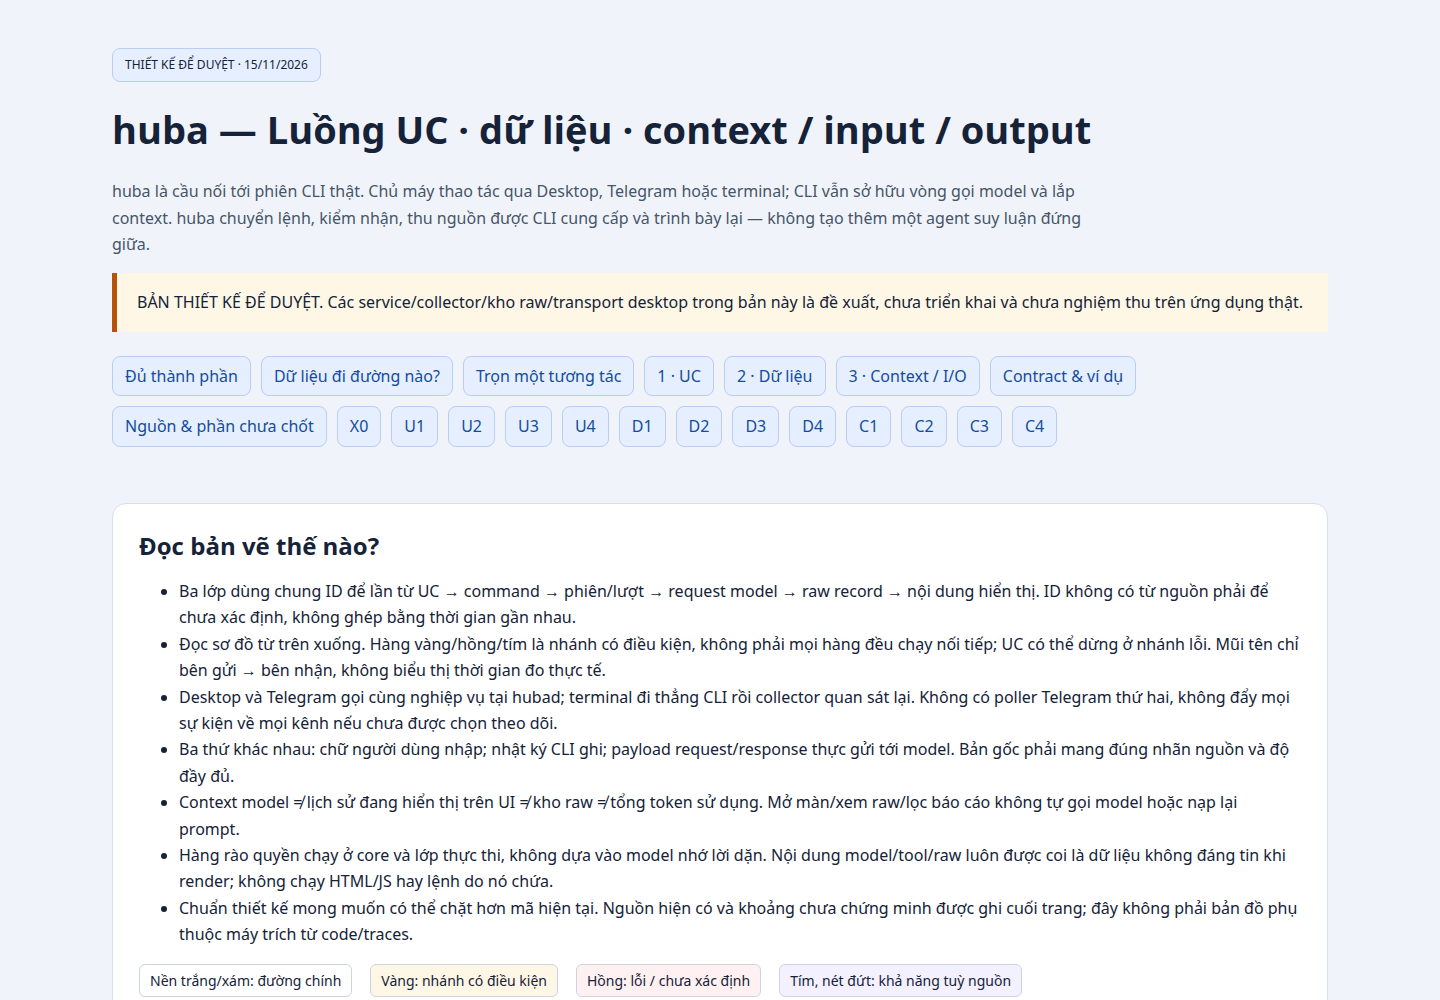 THIẾT KẾ ĐỂ DUYỆT · 15/11/2026
huba — Luồng UC · dữ liệu · context / input / output
huba là cầu nối tới phiên CLI thật. Chủ máy thao tác qua Desktop, Telegram hoặc terminal; CLI vẫn sở hữu vòng gọi model và lắp
context. huba chuyển lệnh, kiểm nhận, thu nguồn được CLI cung cấp và trình bày lại — không tạo thêm một agent suy luận đứng
giữa.
BẢN THIẾT KẾ ĐỂ DUYỆT. Các service/collector/kho raw/transport desktop trong bản này là đề xuất, chưa triển khai và chưa nghiệm thu trên ứng dụng thật.
Đủ thành phần
Dữ liệu đi đường nào?
Trọn một tương tác
1 · UC
2 · Dữ liệu
3 · Context / I/O
Contract & ví dụ
Nguồn & phần chưa chốt
X0
U1
U2
U3
U4
D1
D2
D3
D4
C1
C2
C3
C4
Đọc bản vẽ thế nào?
• Ba lớp dùng chung ID để lần từ UC → command → phiên/lượt → request model → raw record → nội dung hiển thị. ID không có từ nguồn phải để
chưa xác định, không ghép bằng thời gian gần nhau.
• Đọc sơ đồ từ trên xuống. Hàng vàng/hồng/tím là nhánh có điều kiện, không phải mọi hàng đều chạy nối tiếp; UC có thể dừng ở nhánh lỗi. Mũi tên chỉ
bên gửi → bên nhận, không biểu thị thời gian đo thực tế.
• Desktop và Telegram gọi cùng nghiệp vụ tại hubad; terminal đi thẳng CLI rồi collector quan sát lại. Không có poller Telegram thứ hai, không đẩy mọi
sự kiện về mọi kênh nếu chưa được chọn theo dõi.
• Ba thứ khác nhau: chữ người dùng nhập; nhật ký CLI ghi; payload request/response thực gửi tới model. Bản gốc phải mang đúng nhãn nguồn và độ
đầy đủ.
• Context model ≠ lịch sử đang hiển thị trên UI ≠ kho raw ≠ tổng token sử dụng. Mở màn/xem raw/lọc báo cáo không tự gọi model hoặc nạp lại
prompt.
• Hàng rào quyền chạy ở core và lớp thực thi, không dựa vào model nhớ lời dặn. Nội dung model/tool/raw luôn được coi là dữ liệu không đáng tin khi
render; không chạy HTML/JS hay lệnh do nó chứa.
• Chuẩn thiết kế mong muốn có thể chặt hơn mã hiện tại. Nguồn hiện có và khoảng chưa chứng minh được ghi cuối trang; đây không phải bản đồ phụ
thuộc máy trích từ code/traces.
Nền trắng/xám: đường chính
Vàng: nhánh có điều kiện
Hồng: lỗi / chưa xác định
Tím, nét đứt: khả năng tuỳ nguồn